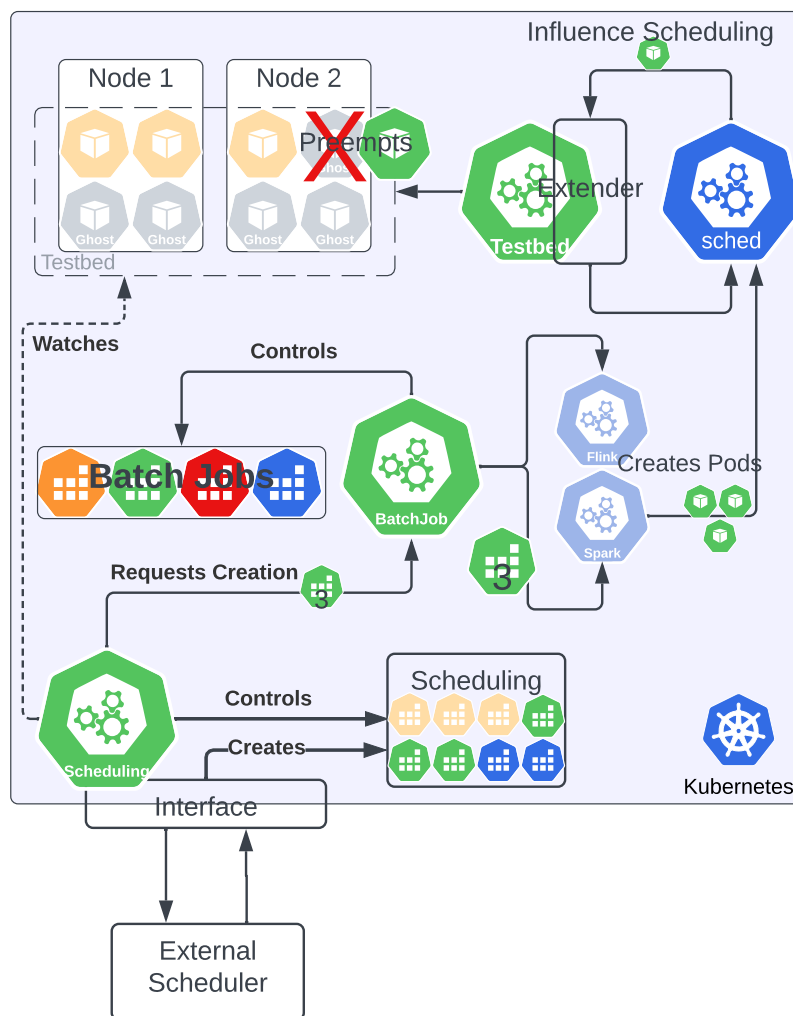 Influence Scheduling
Node 1
Node 2
Preempts
Ghost
Extender
Testbed
sched
Ghost
Ghost
Ghost
Ghost
Testbed
Watches
Controls
Flink
Batch Jobs
Creates Pods
BatchJob
Spark
Requests Creation
3
3
Scheduling
Controls
Creates
Scheduling
Interface
Kubernetes
External
Scheduler